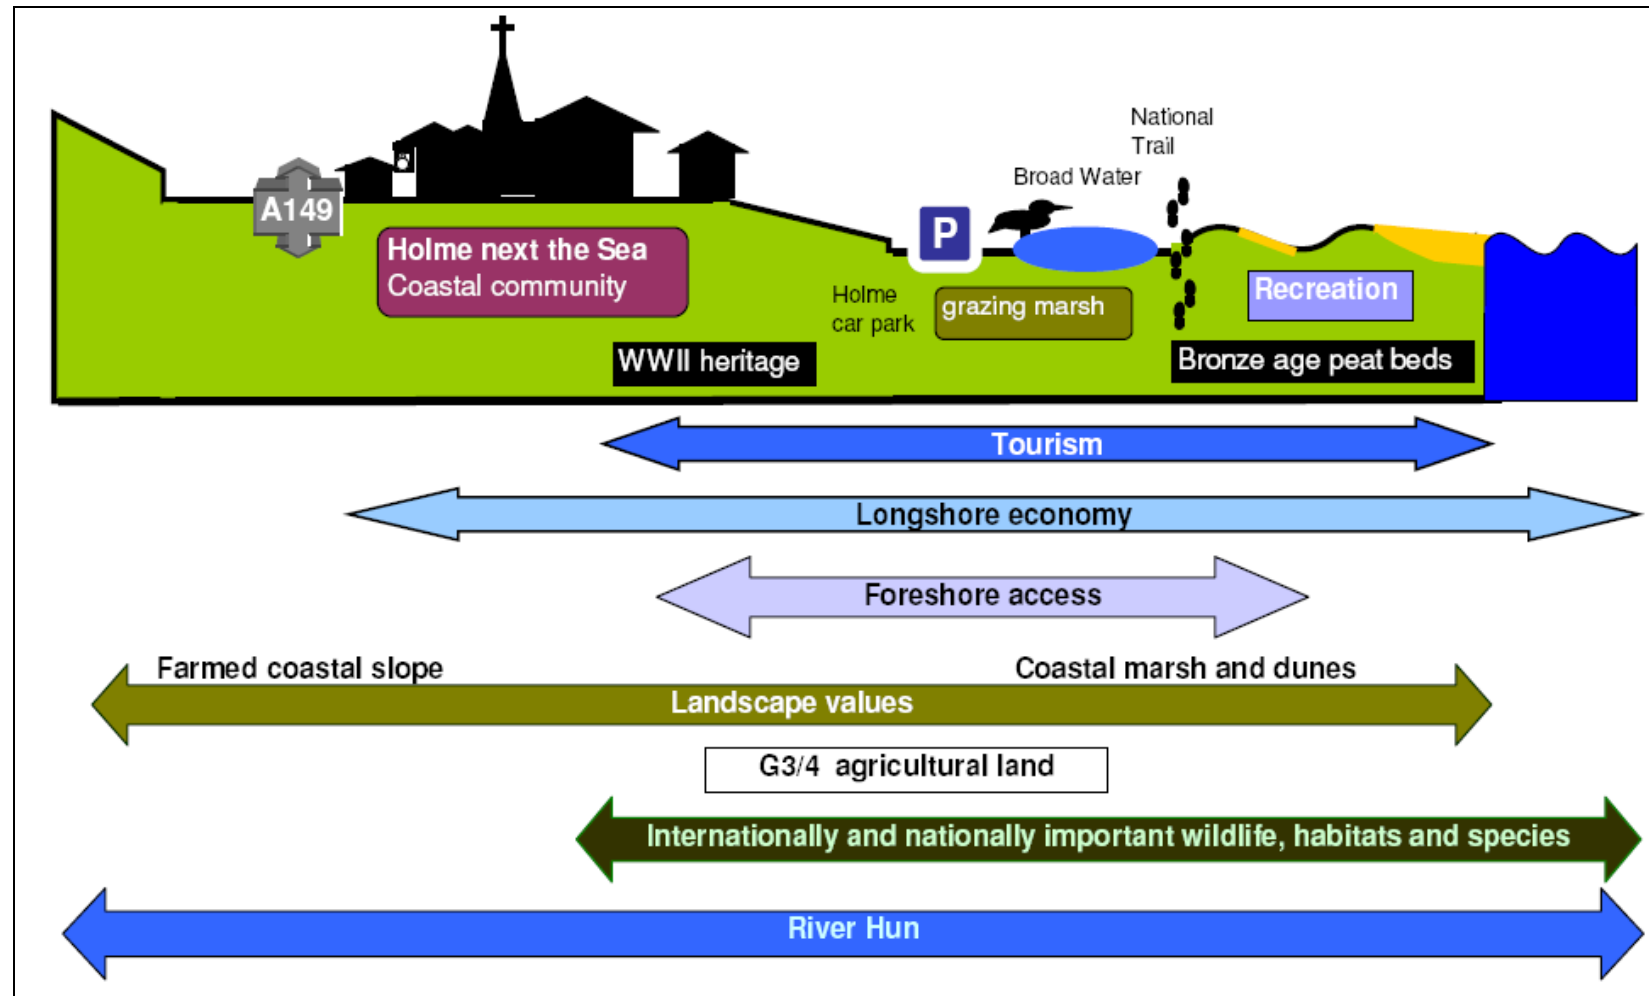 National
Trail
Broad Water
A149
P
Holme next the Sea
Coastal community
Holme
car park
grazing marsh
Recreation
WWII heritage
Bronze age peat beds
Tourism
Longshore economy
Foreshore access
Farmed coastal slope
Coastal marsh and dunes
Landscape values
G3/4 agricultural land
Internationally and nationally important wildlife, habitats and species
River Hun